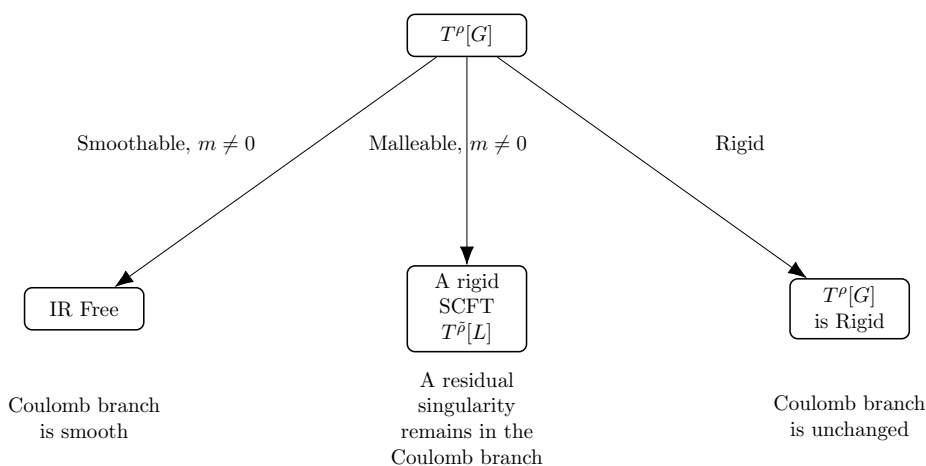 T^ρ[G]
Smoothable, m ≠ 0
Malleable, m ≠ 0
Rigid
IR Free
A rigid
SCFT
T^ρ̃[L]
T^ρ[G]
is Rigid
Coulomb branch
is smooth
A residual
singularity
remains in the
Coulomb branch
Coulomb branch
is unchanged